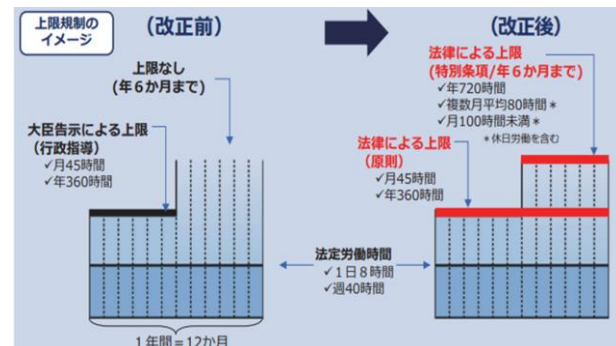 上限規制の
イメージ
(改正前)
(改正後)
上限なし
(年6か月まで)
大臣告示による上限
(行政指導)
✓月45時間
✓年360時間
法律による上限
(特別条項/年6か月まで)
✓年720時間
✓複数月平均80時間*
✓月100時間未満*
*休日労働を含む
法律による上限
(原則)
✓月45時間
✓年360時間
法定労働時間
✓1日8時間
✓週40時間
1年間=12か月